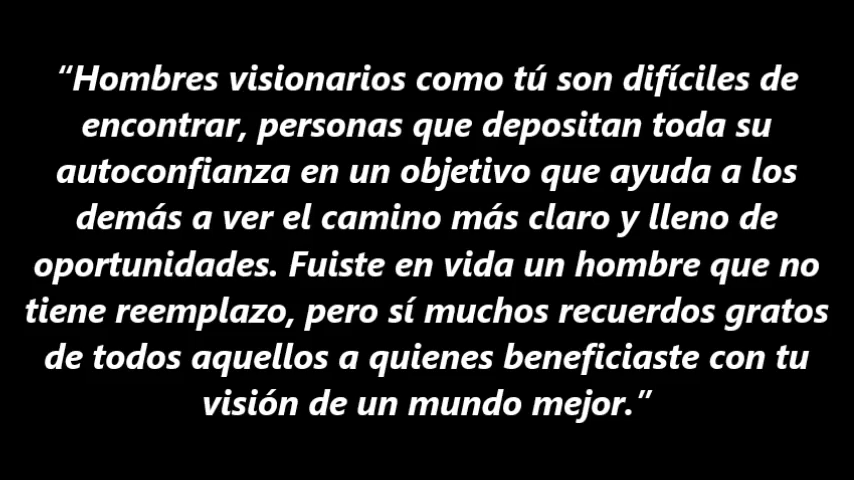 “Hombres visionarios como tú son difíciles de
encontrar, personas que depositan toda su
autoconfianza en un objetivo que ayuda a los
demás a ver el camino más claro y lleno de
oportunidades. Fuiste en vida un hombre que no
tiene reemplazo, pero sí muchos recuerdos gratos
de todos aquellos a quienes beneficiaste con tu
visión de un mundo mejor.”